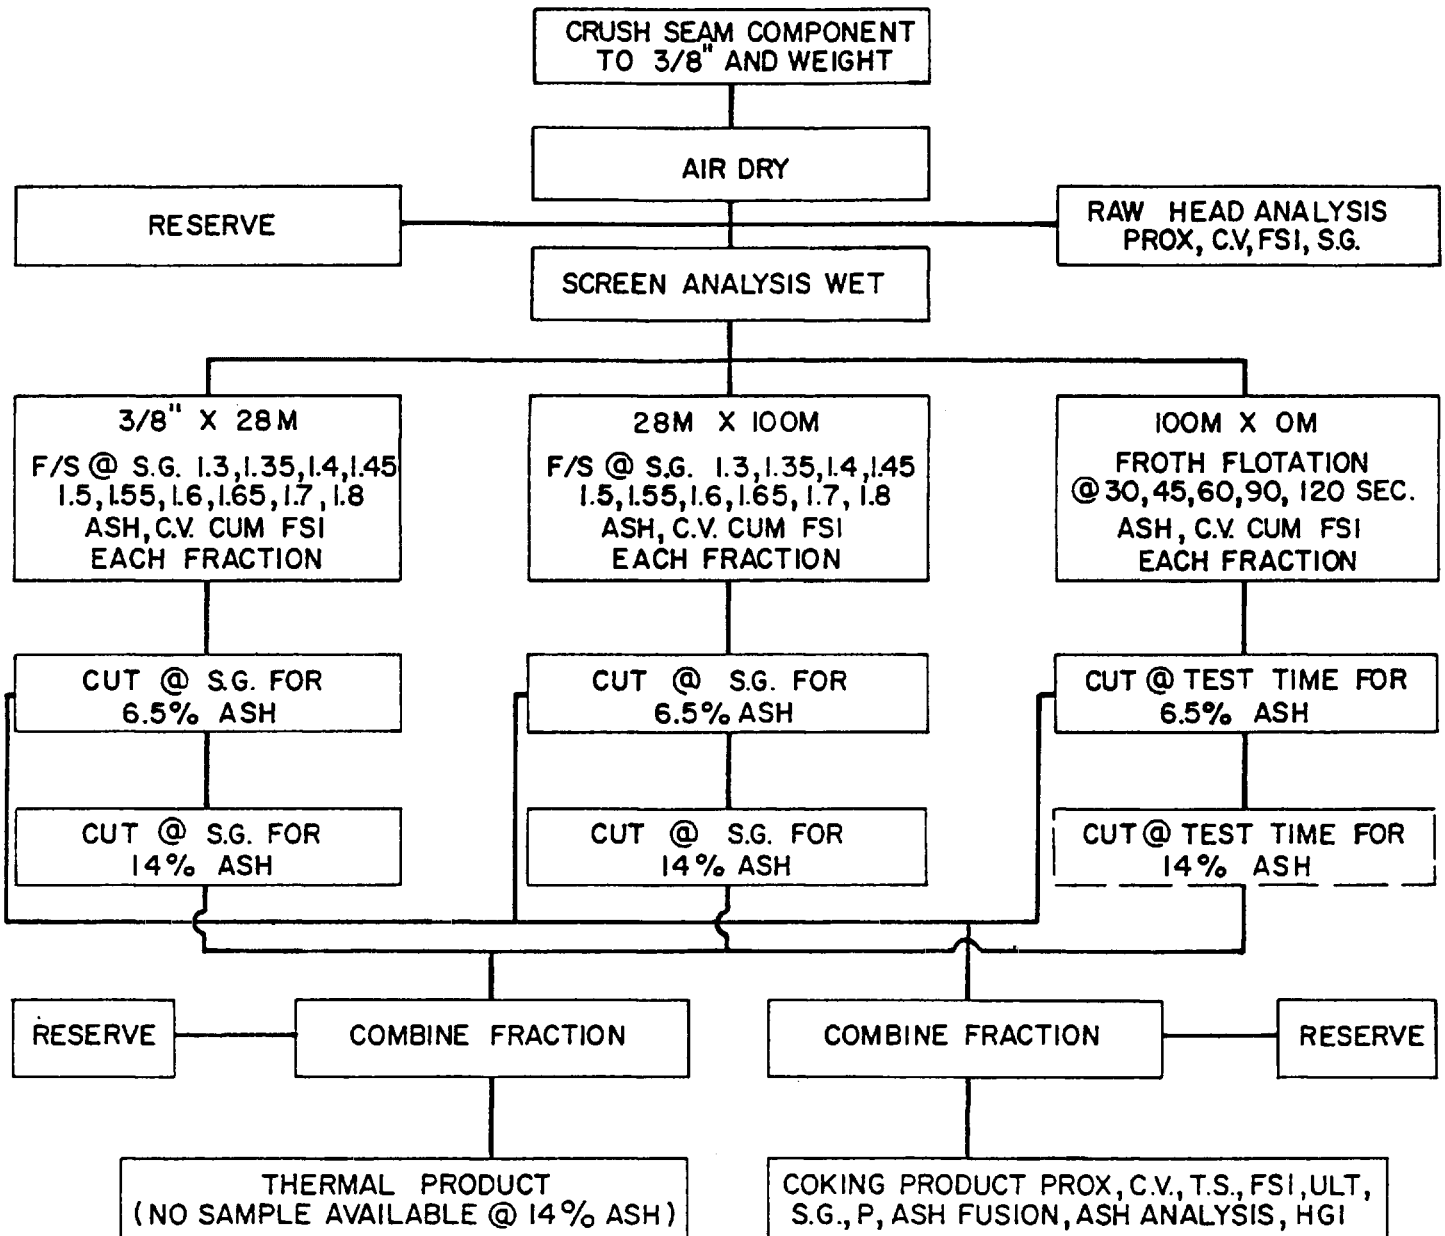 CRUSH SEAM COMPONENT
TO 3/8" AND WEIGHT
AIR DRY
RESERVE
RAW HEAD ANALYSIS
PROX, C.V, FSI, S.G.
SCREEN ANALYSIS WET
3/8" X 28M
F/S @ S.G. 1.3, 1.35, 1.4, 1.45
1.5, 1.55, 1.6, 1.65, 1.7, 1.8
ASH, C.V. CUM FSI
EACH FRACTION
28M X 100M
F/S @ S.G. 1.3, 1.35, 1.4, 1.45
1.5, 1.55, 1.6, 1.65, 1.7, 1.8
ASH, C.V. CUM FSI
EACH FRACTION
100M X 0M
FROTH FLOTATION
@ 30, 45, 60, 90, 120 SEC.
ASH, C.V. CUM FSI
EACH FRACTION
CUT @ S.G. FOR
6.5% ASH
CUT @ S.G. FOR
6.5% ASH
CUT @ TEST TIME FOR
6.5% ASH
CUT @ S.G. FOR
14% ASH
CUT @ S.G. FOR
14% ASH
CUT @ TEST TIME FOR
14% ASH
RESERVE
COMBINE FRACTION
COMBINE FRACTION
RESERVE
THERMAL PRODUCT
(NO SAMPLE AVAILABLE @ 14% ASH)
COKING PRODUCT PROX, C.V., T.S., FSI, ULT,
S.G., P, ASH FUSION, ASH ANALYSIS, HGI